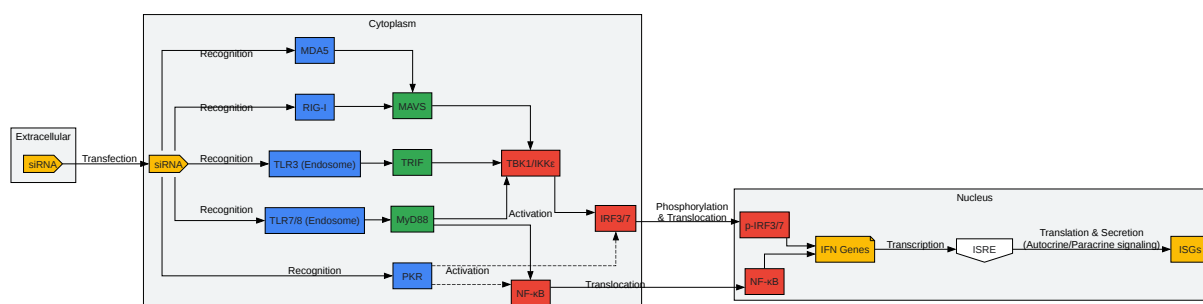 Cytoplasm
Recognition
MDA5
Recognition
RIG-I
MAVS
Extracellular
siRNA
Transfection
siRNA
Recognition
TLR3 (Endosome)
TRIF
TBK1/IKKε
Recognition
TLR7/8 (Endosome)
MyD88
Activation
IRF3/7
Phosphorylation
& Translocation
Recognition
PKR
Activation
NF-κB
Translocation
Nucleus
p-IRF3/7
NF-κB
IFN Genes
Transcription
ISRE
Translation & Secretion
(Autocrine/Paracrine signaling)
ISGs